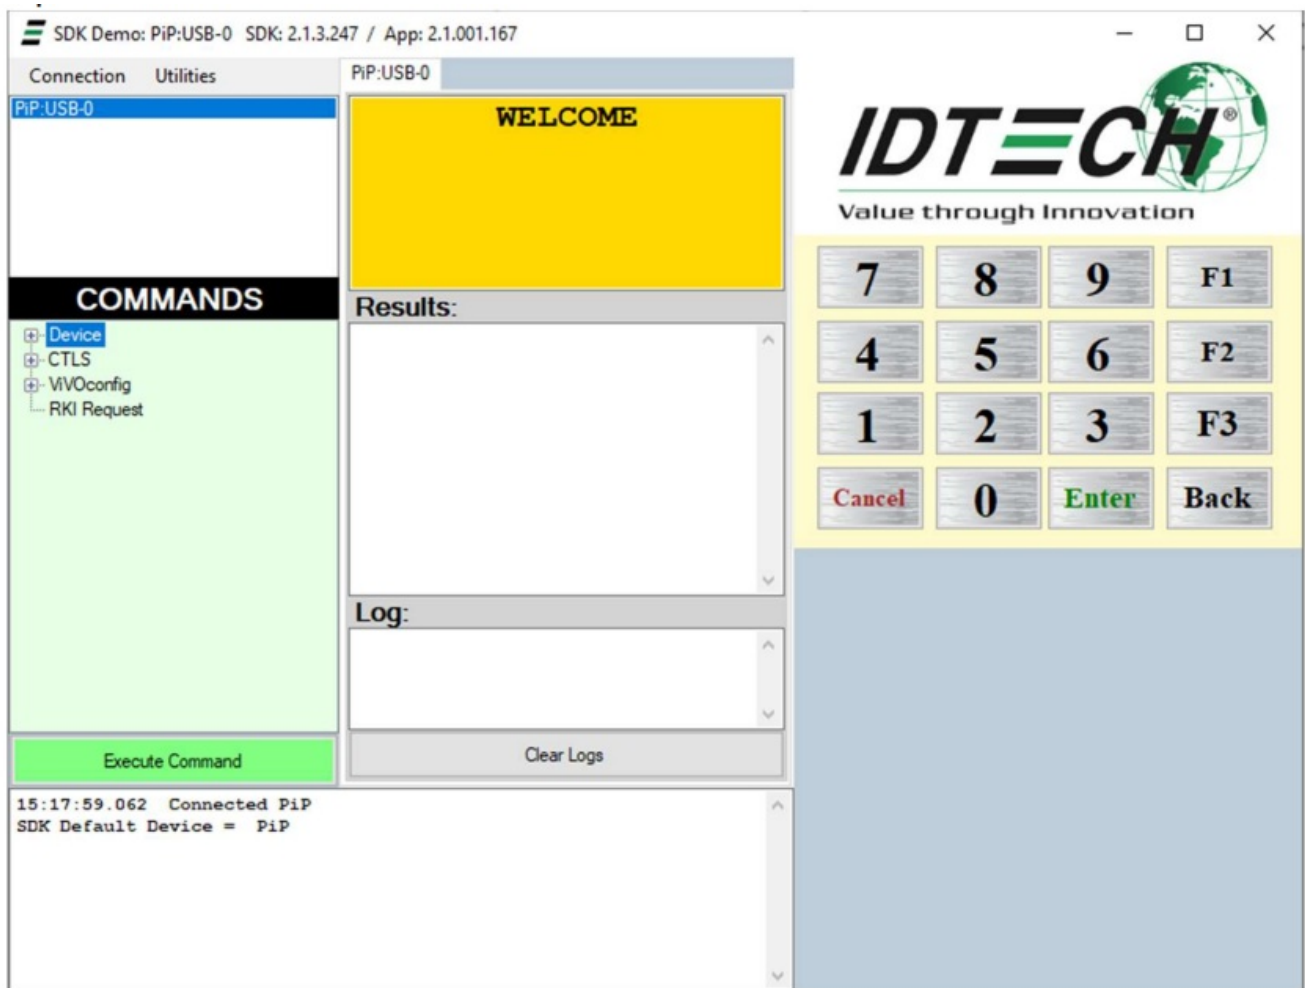 SDK Demo: PiP:USB-0 SDK: 2.1.3.247 / App: 2.1.001.167
Connection Utilities
PiP:USB-0
PiP:USB-0
WELCOME
IDTECH®
Value through Innovation
COMMANDS
Device
CTLS
ViVOconfig
RKI Request
Execute Command
Results:
Log:
Clear Logs
7 8 9 F1
4 5 6 F2
1 2 3 F3
Cancel 0 Enter Back
15:17:59.062 Connected PiP
SDK Default Device = PiP